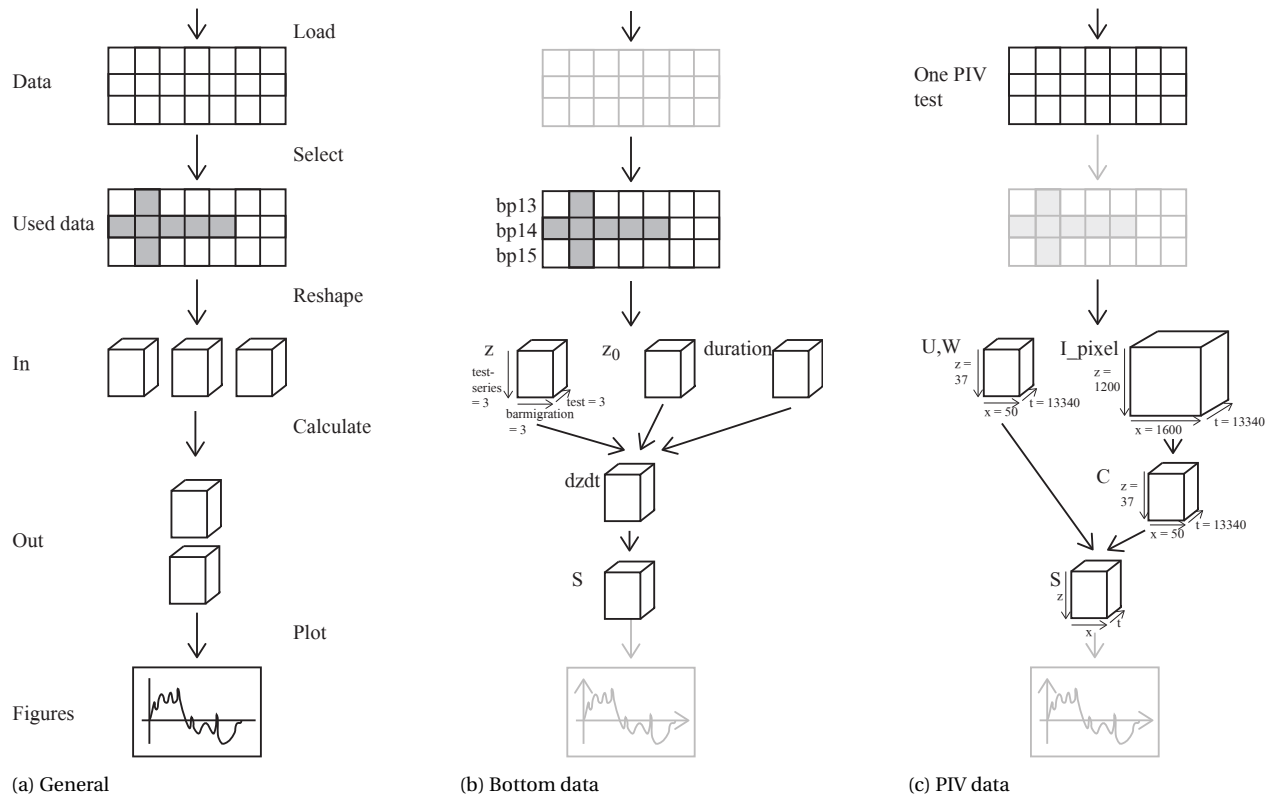 Load
Data
Select
Used data
Reshape
In
Calculate
Out
Plot
Figures
(a) General
bp13
bp14
bp15
z
test-
series
= 3
barmigration
= 3
test = 3
z₀
duration
dzdt
S
(b) Bottom data
One PIV
test
U,W
z =
37
x = 50
t = 13340
I_pixel
z =
1200
x = 1600
t = 13340
C
z =
37
x = 50
t = 13340
S
z
x
t
(c) PIV data